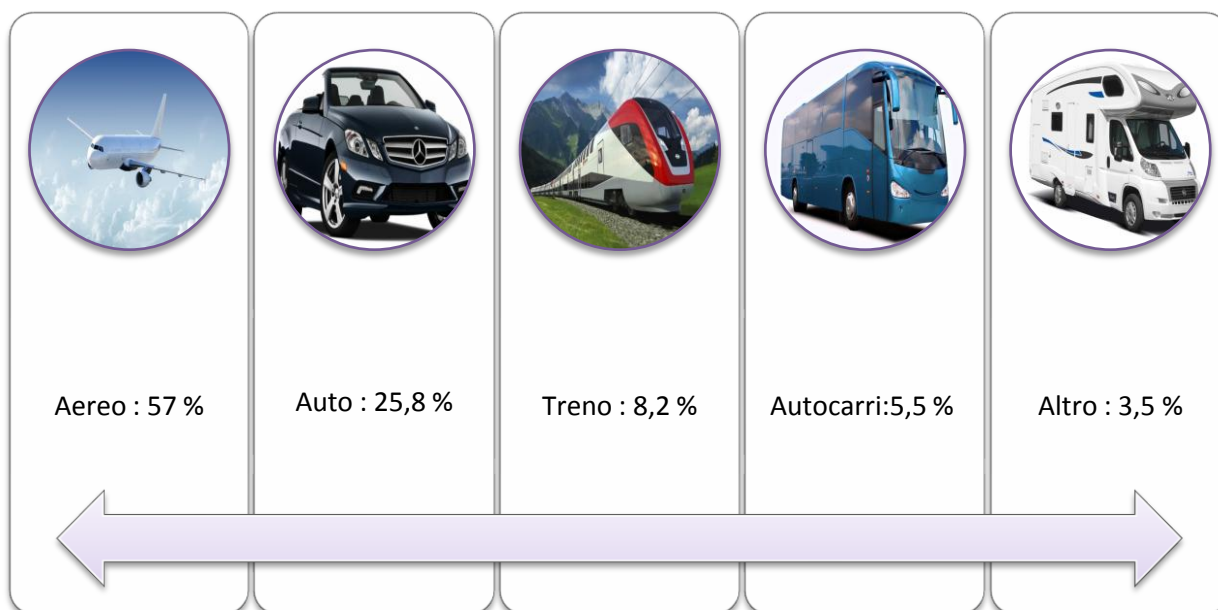 Aereo : 57 %
Auto : 25,8 %
Treno : 8,2 %
Autocarri:5,5 %
Altro : 3,5 %